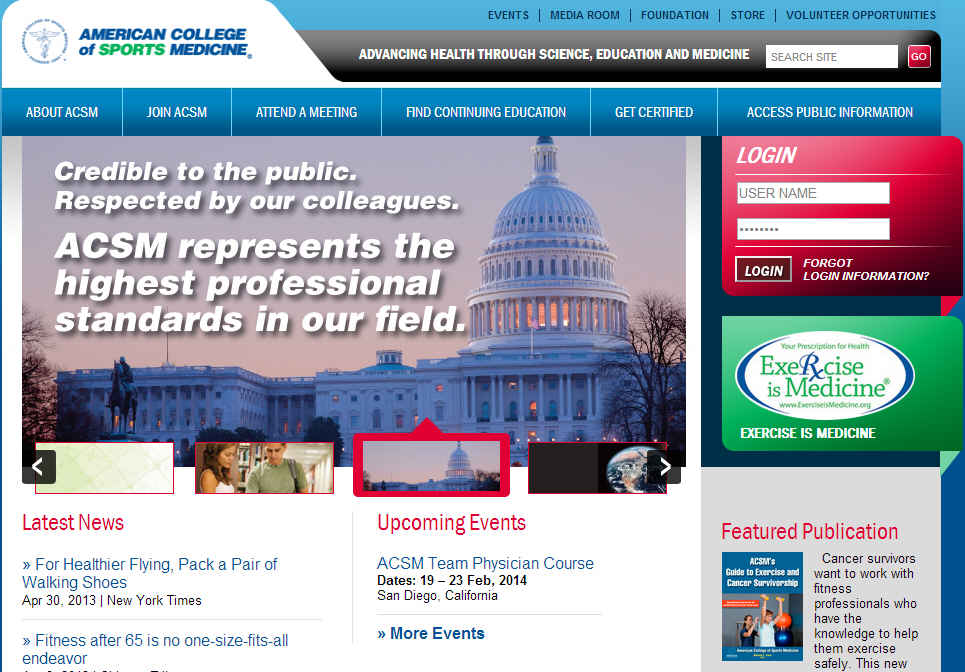 EVENTS | MEDIA ROOM | FOUNDATION | STORE | VOLUNTEER OPPORTUNITIES
AMERICAN COLLEGE
of SPORTS MEDICINE®
ADVANCING HEALTH THROUGH SCIENCE, EDUCATION AND MEDICINE
SEARCH SITE
GO
ABOUT ACSM
JOIN ACSM
ATTEND A MEETING
FIND CONTINUING EDUCATION
GET CERTIFIED
ACCESS PUBLIC INFORMATION
Credible to the public.
Respected by our colleagues.
ACSM represents the
highest professional
standards in our field.
LOGIN
USER NAME
LOGIN
FORGOT
LOGIN INFORMATION?
Your Prescription for Health
ExeRcise
is Medicine®
www.ExerciseisMedicine.org
EXERCISE IS MEDICINE
Latest News
» For Healthier Flying, Pack a Pair of
Walking Shoes
Apr 30, 2013 | New York Times
» Fitness after 65 is no one-size-fits-all
endeavor
Upcoming Events
ACSM Team Physician Course
Dates: 19 – 23 Feb, 2014
San Diego, California
» More Events
Featured Publication
ACSM's
Guide to Exercise and
Cancer Survivorship
American College of Sports Medicine
Cancer survivors
want to work with
fitness
professionals who
have the
knowledge to help
them exercise
safely. This new